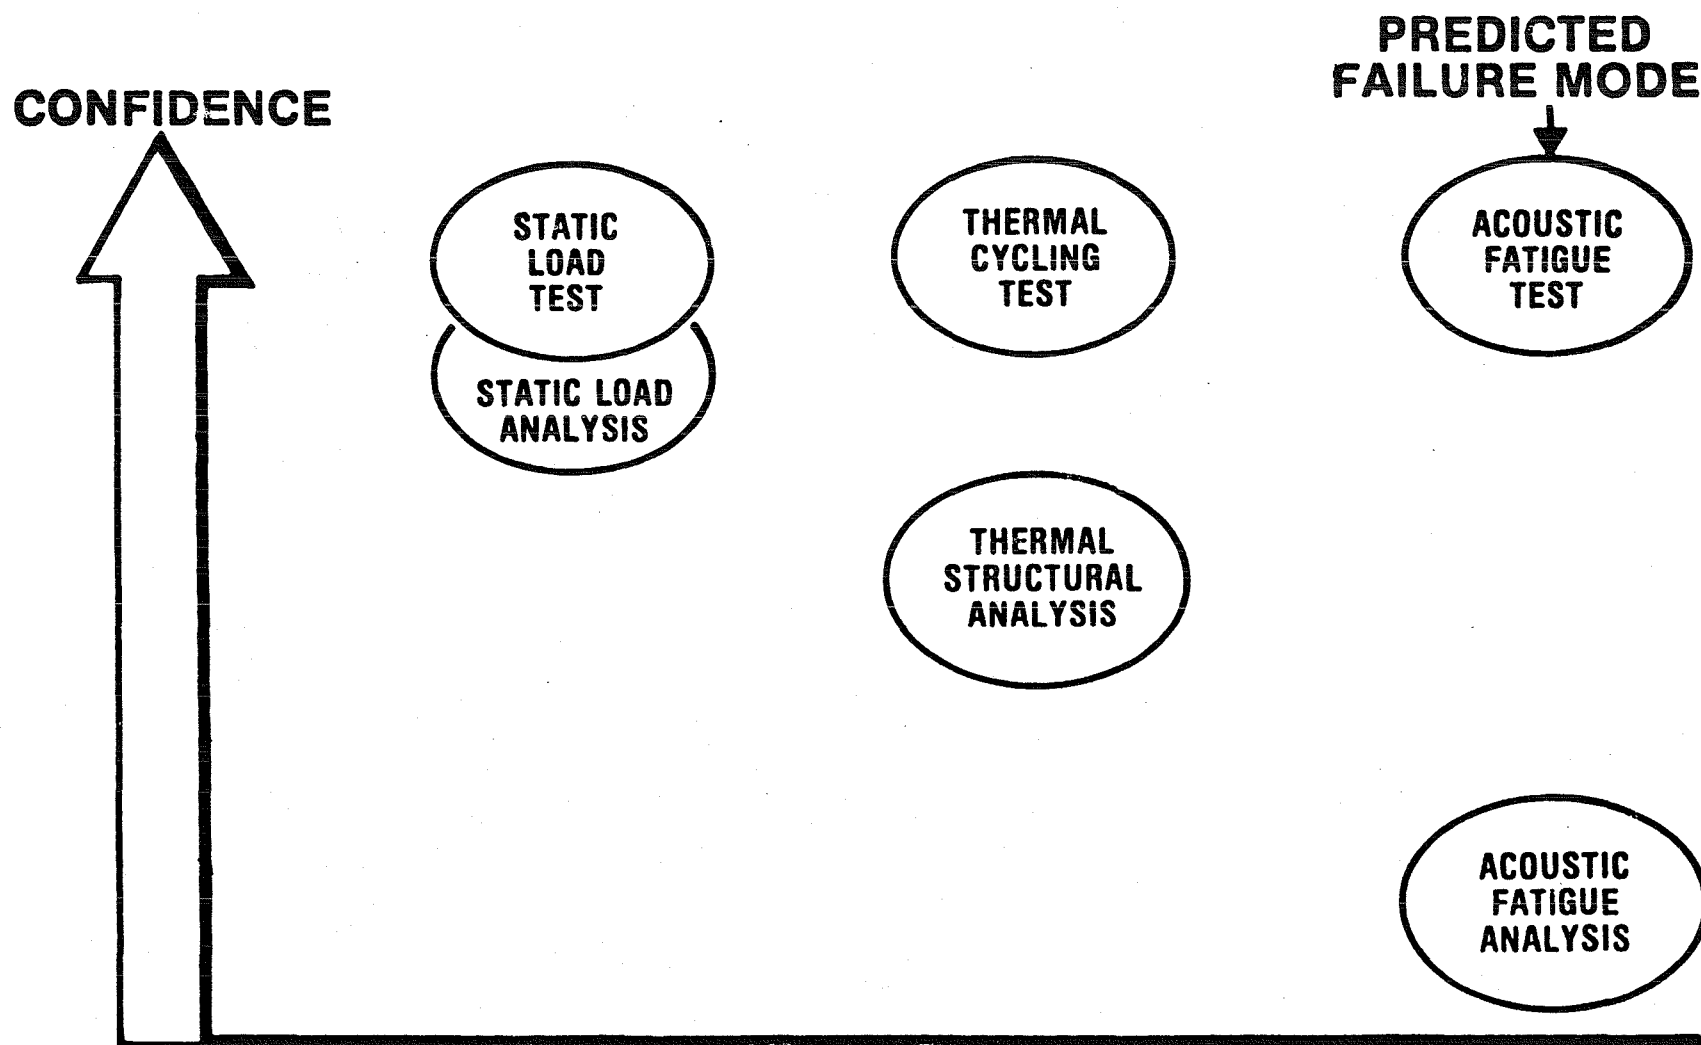 PREDICTED
FAILURE MODE
CONFIDENCE
STATIC
LOAD
TEST
THERMAL
CYCLING
TEST
ACOUSTIC
FATIGUE
TEST
STATIC LOAD
ANALYSIS
THERMAL
STRUCTURAL
ANALYSIS
ACOUSTIC
FATIGUE
ANALYSIS